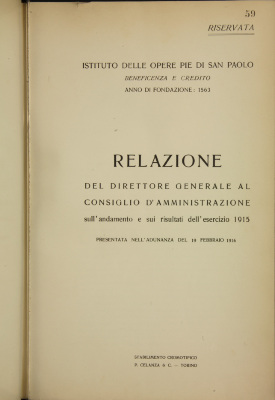 59
RISERVATA
ISTITUTO DELLE OPERE PIE DI SAN PAOLO
BENEFICENZA E CREDITO
ANNO DI FONDAZIONE: 1563
RELAZIONE
DEL DIRETTORE GENERALE AL
CONSIGLIO D'AMMINISTRAZIONE
sull'andamento e sui risultati dell'esercizio 1915
PRESENTATA NELL'ADUNANZA DEL 19 FEBBRAIO 1916
STABILIMENTO
P. CELANZA & C. — TORINO